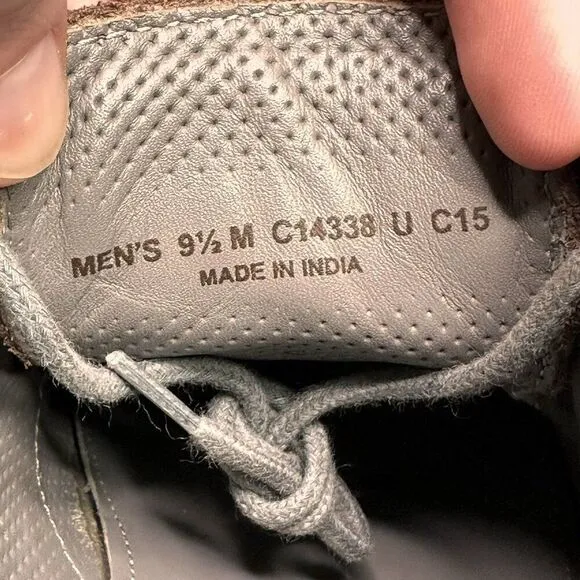 MEN'S 9½ M C14338 U C15
MADE IN INDIA